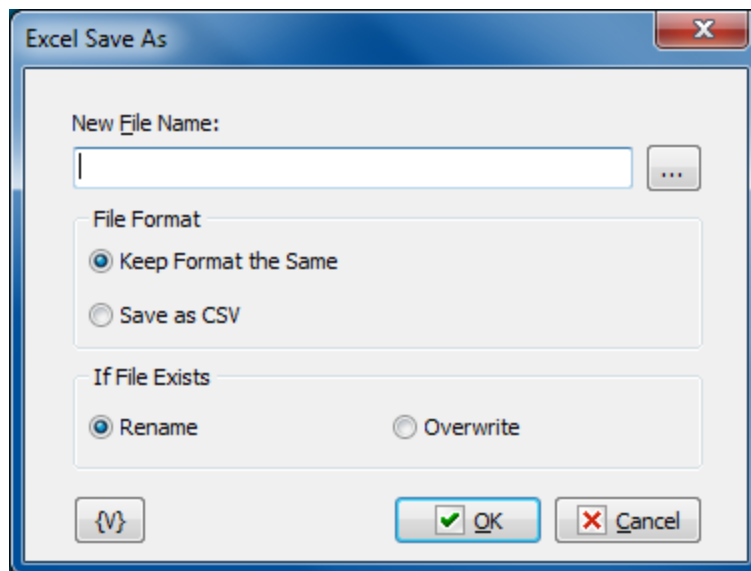 Excel Save As
New File Name:
...
File Format
Keep Format the Same
Save as CSV
If File Exists
Rename Overwrite
{V} OK Cancel